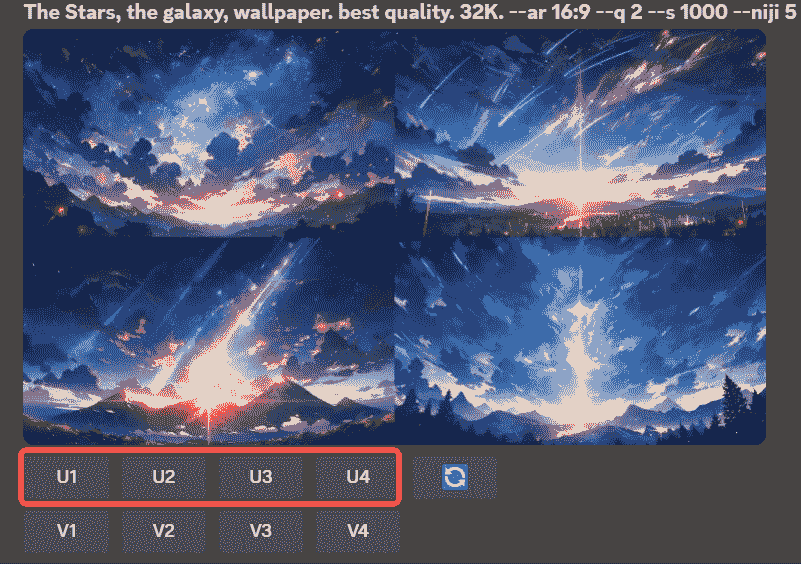 The Stars, the galaxy, wallpaper. best quality. 32K. --ar 16:9 --q 2 --s 1000 --niji 5
U1 U2 U3 U4
V1 V2 V3 V4